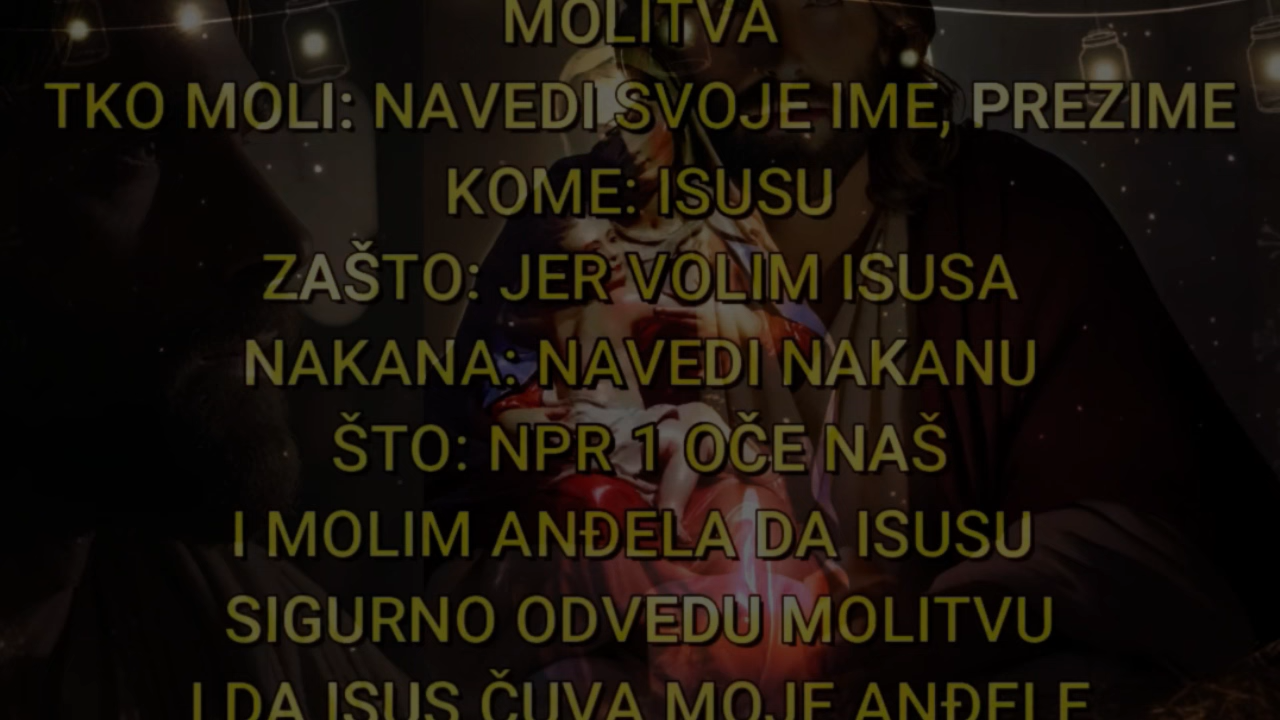 MOLITVA
TKO MOLI: NAVEDI SVOJE IME, PREZIME
KOME: ISUSU
ZAŠTO: JER VOLIM ISUSA
NAKANA: NAVEDI NAKANU
ŠTO: NPR 1 OČE NAŠ
I MOLIM ANĐELA DA ISUSU
SIGURNO ODVEDU MOLITVU
I DA ISUS ČUVA MOJE ANĐELE